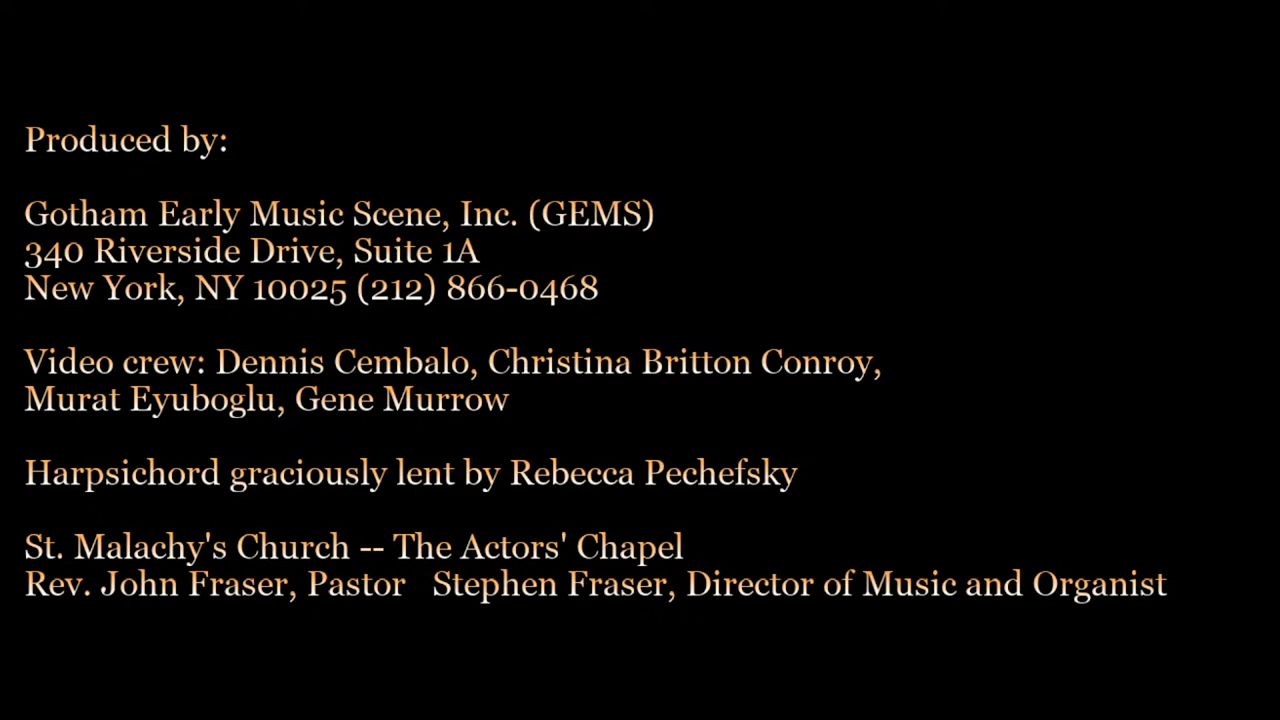 Produced by:
Gotham Early Music Scene, Inc. (GEMS)
340 Riverside Drive, Suite 1A
New York, NY 10025 (212) 866-0468
Video crew: Dennis Cembalo, Christina Britton Conroy,
Murat Eyuboglu, Gene Murrow
Harpsichord graciously lent by Rebecca Pechefsky
St. Malachy's Church -- The Actors' Chapel
Rev. John Fraser, Pastor   Stephen Fraser, Director of Music and Organist